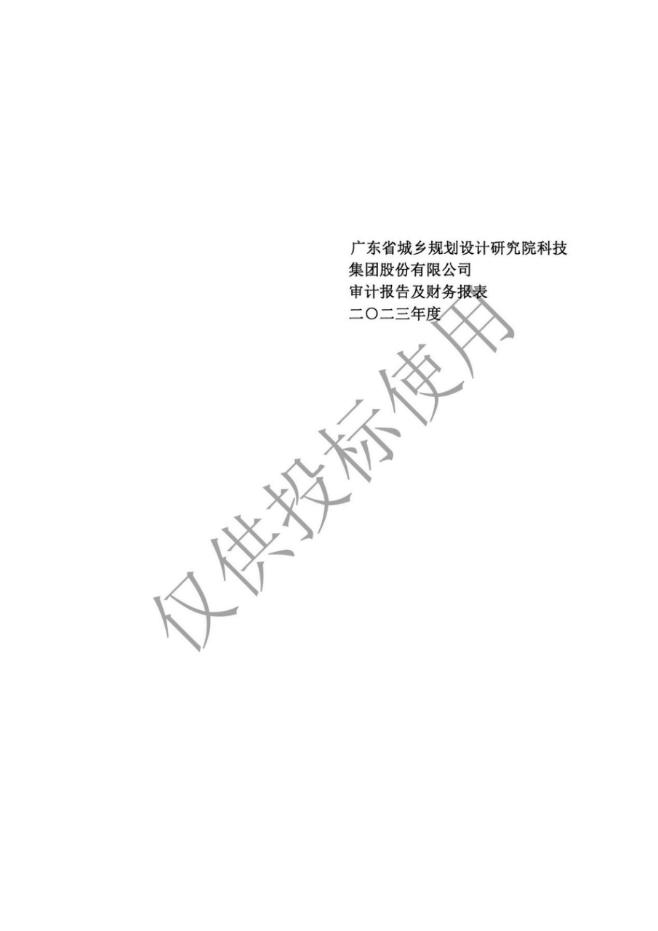 广东省城乡规划设计研究院科技
集团股份有限公司
审计报告及财务报表
二〇二三年度
仅供投标使用